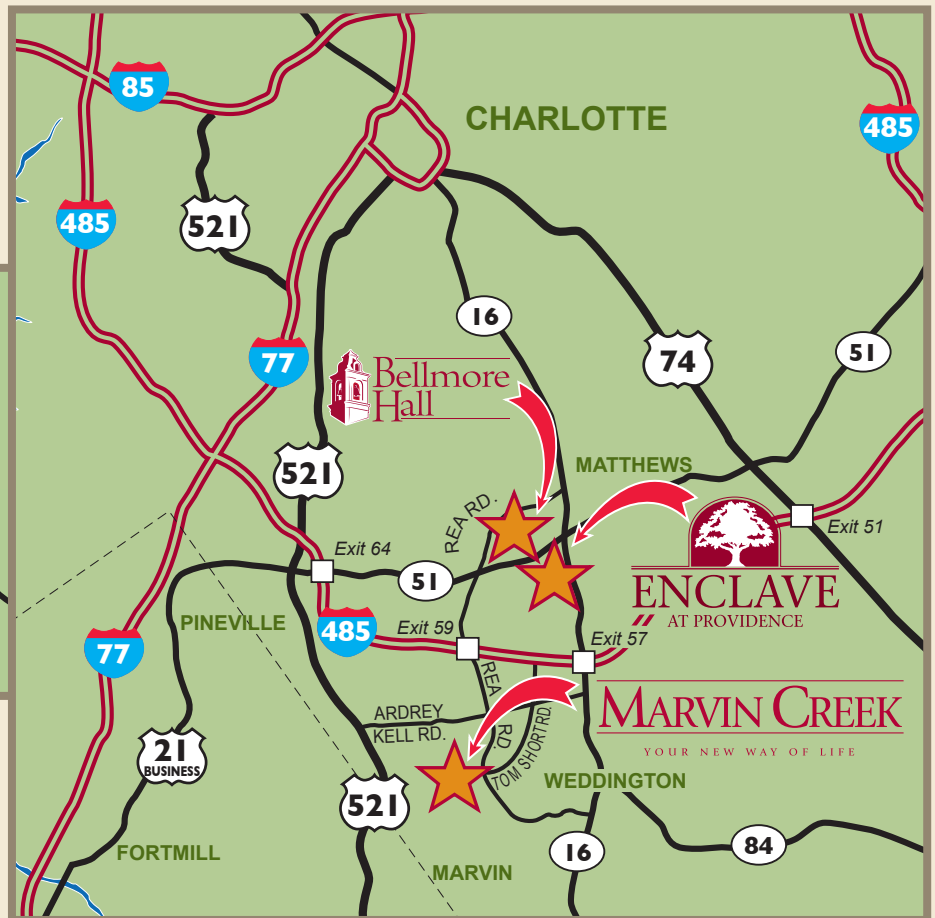 85
CHARLOTTE
485
485
521
16
77
74
51
Bellmore
Hall
521
MATTHEWS
REA RD.
Exit 51
Exit 64
51
ENCLAVE
AT PROVIDENCE
PINEVILLE
485
Exit 59
Exit 57
77
REA
RD.
ARDREY
KELL RD.
TOM SHORT RD.
MARVIN CREEK
YOUR NEW WAY OF LIFE
21
BUSINESS
WEDDINGTON
521
FORTMILL
16
84
MARVIN